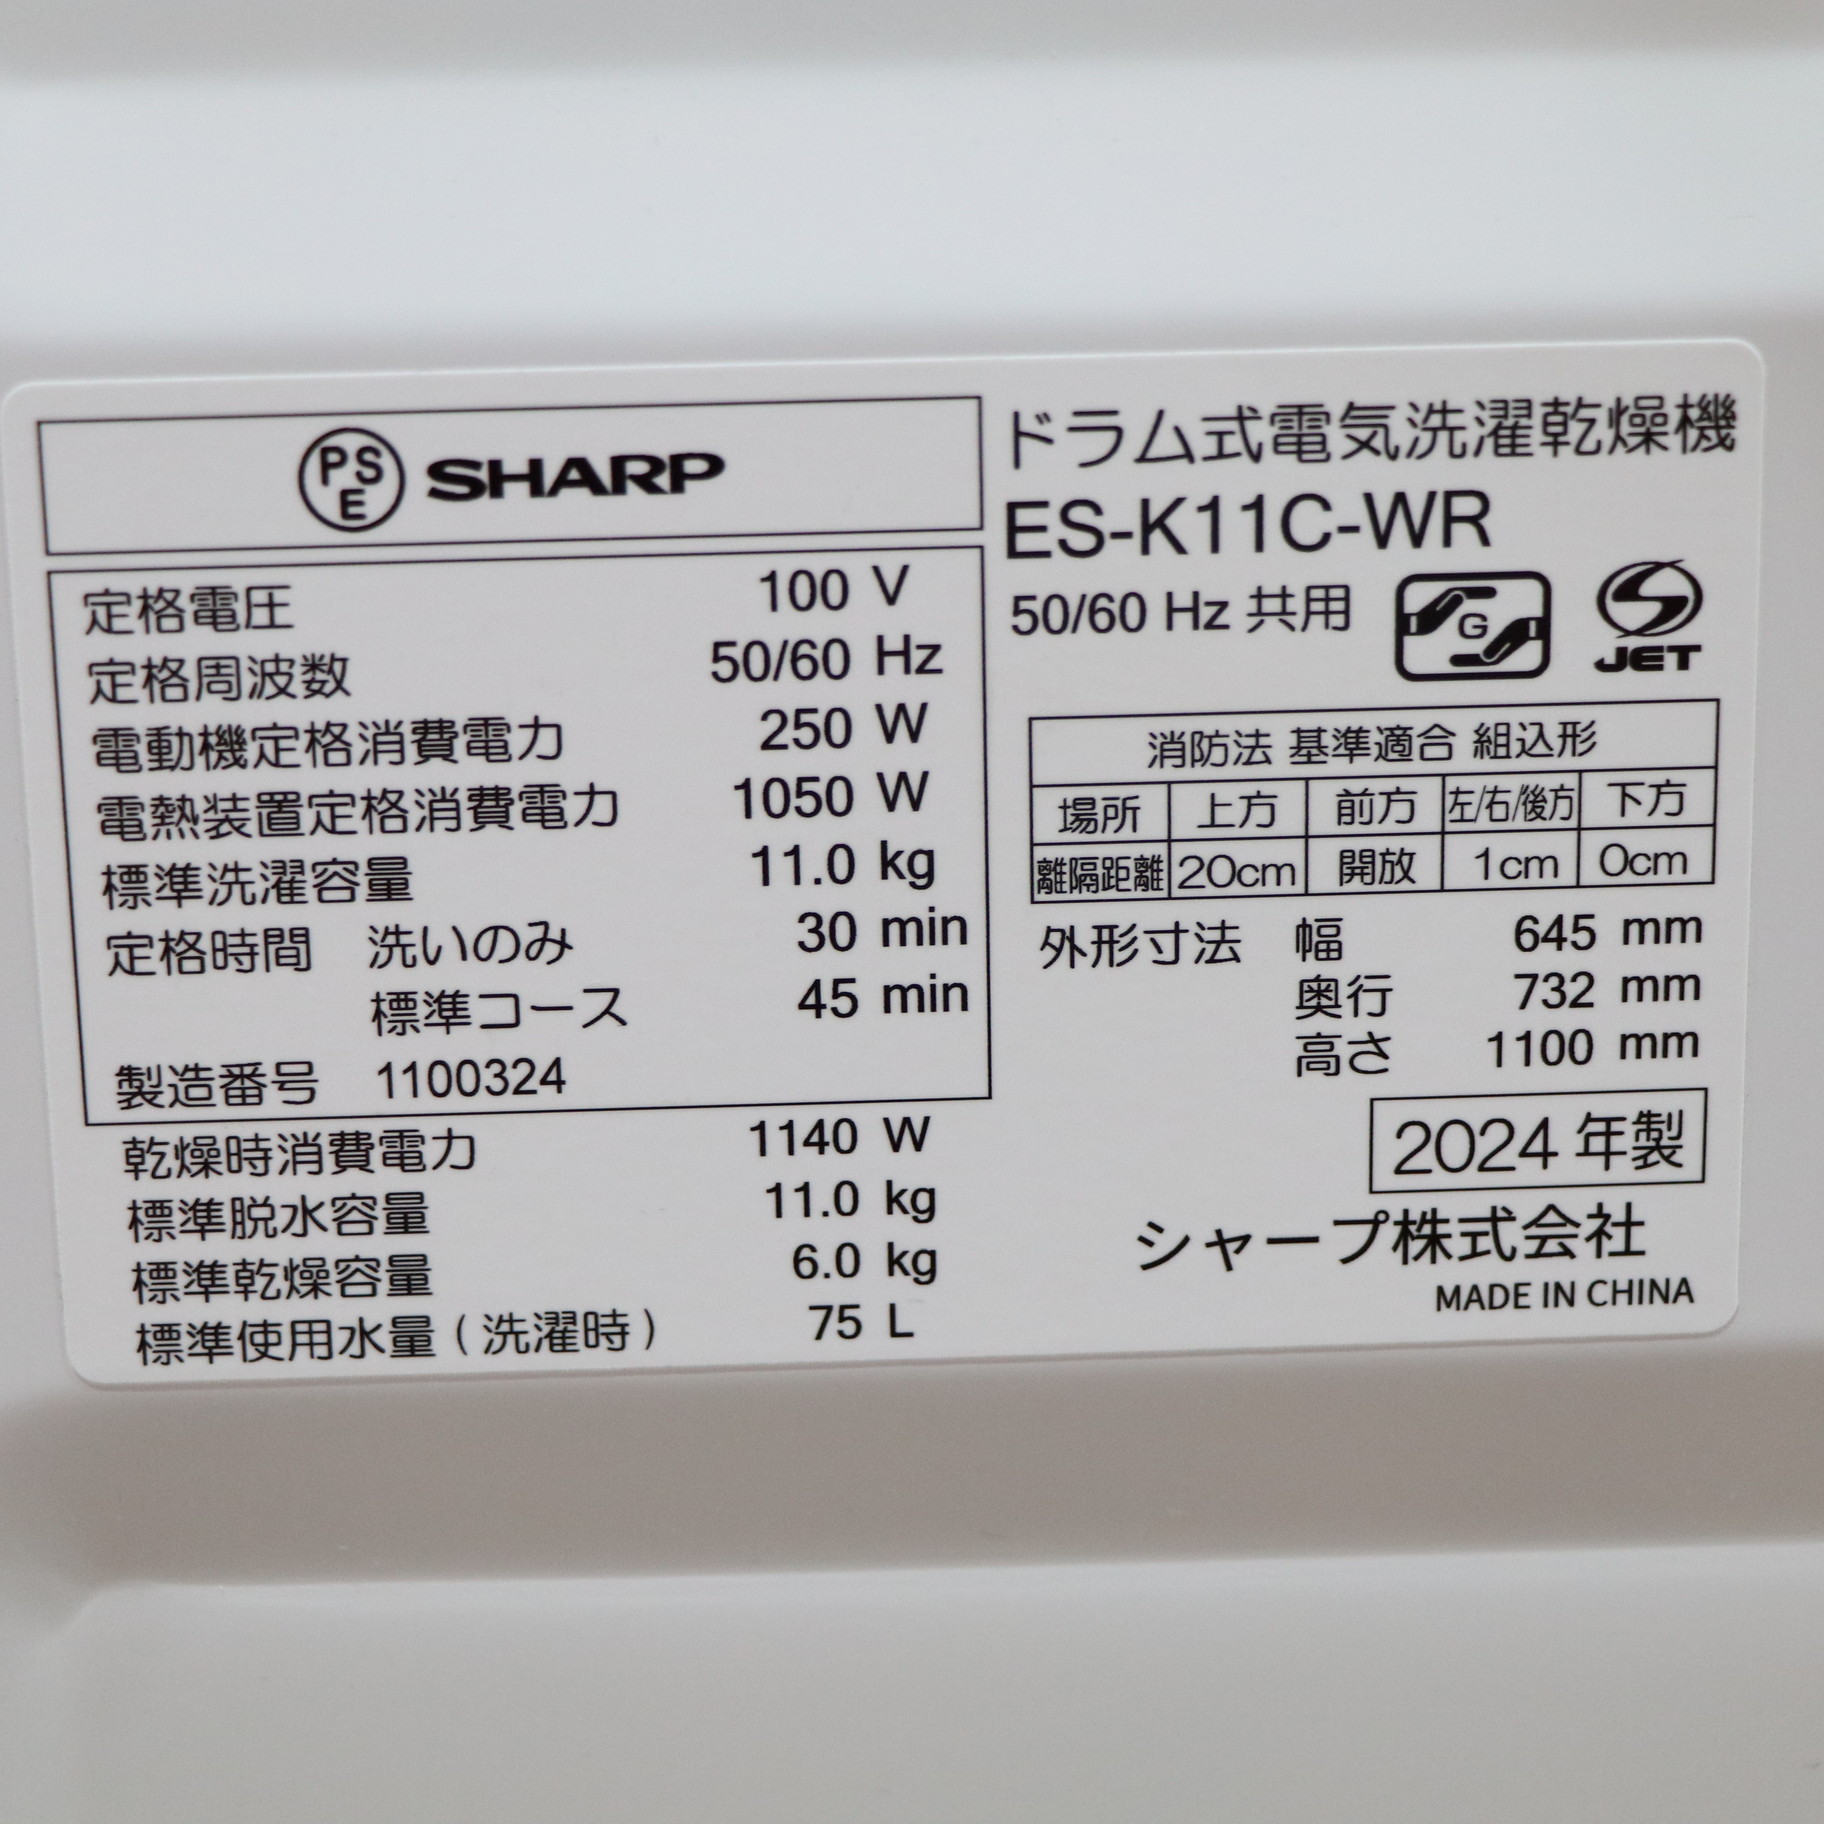 PSE SHARP
定格電圧 100 V
定格周波数 50/60 Hz
電動機定格消費電力 250 W
電熱装置定格消費電力 1050 W
標準洗濯容量 11.0 kg
定格時間 洗いのみ 30 min
標準コース 45 min
製造番号 1100324
乾燥時消費電力 1140 W
標準脱水容量 11.0 kg
標準乾燥容量 6.0 kg
標準使用水量(洗濯時) 75 L
ドラム式電気洗濯乾燥機
ES-K11C-WR
50/60 Hz 共用 G S JET
消防法 基準適合 組込形
場所 上方 前方 左/右/後方 下方
離隔距離 20cm 開放 1cm 0cm
外形寸法 幅 645 mm
奥行 732 mm
高さ 1100 mm
2024 年製
シャープ株式会社
MADE IN CHINA